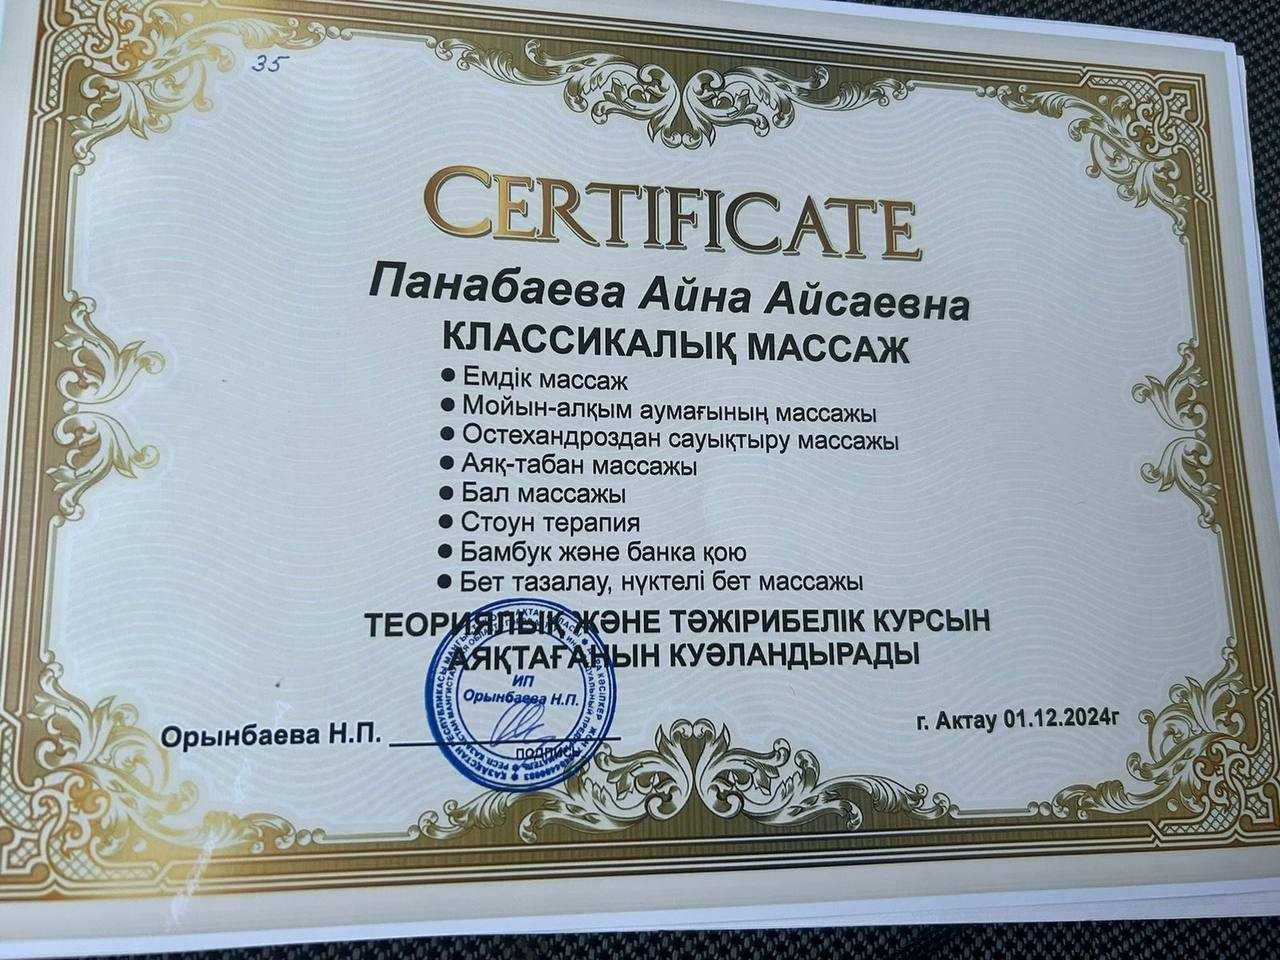 35
CERTIFICATE
Панабаева Айна Айсаевна
КЛАССИКАЛЫҚ МАССАЖ
● Емдік массаж
● Мойын-алқым аумағының массажы
● Остехандроздан сауықтыру массажы
● Аяқ-табан массажы
● Бал массажы
● Стоун терапия
● Бамбук және банка қою
● Бет тазалау, нүктелі бет массажы
ТЕОРИЯЛЫҚ ЖӘНЕ ТӘЖІРИБЕЛІК КУРСЫН
АЯҚТАҒАНЫН КУӘЛАНДЫРАДЫ
ИП
Орынбаева Н.П.
Орынбаева Н.П.
подпись
г. Актау 01.12.2024г